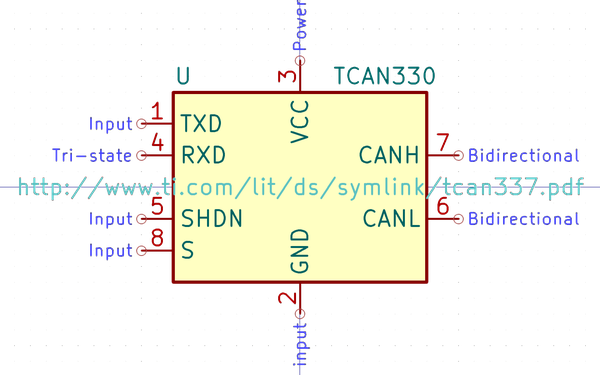 Power
U TCAN330
3
VCC
Input 1 TXD
Tri-state 4 RXD CANH 7 Bidirectional
http://www.ti.com/lit/ds/symlink/tcan337.pdf
Input 5 SHDN CANL 6 Bidirectional
Input 8 S
GND
2
input